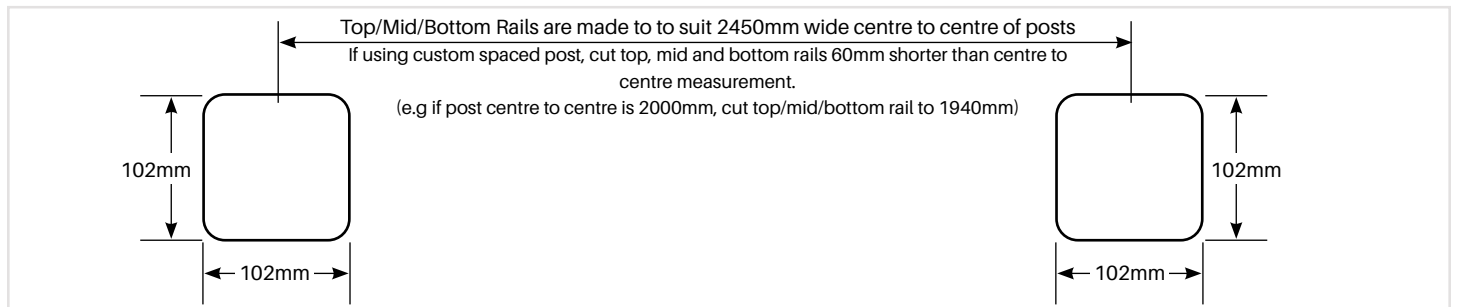 Top/Mid/Bottom Rails are made to to suit 2450mm wide centre to centre of posts
If using custom spaced post, cut top, mid and bottom rails 60mm shorter than centre to
centre measurement.
(e.g if post centre to centre is 2000mm, cut top/mid/bottom rail to 1940mm)
102mm
102mm
102mm
102mm